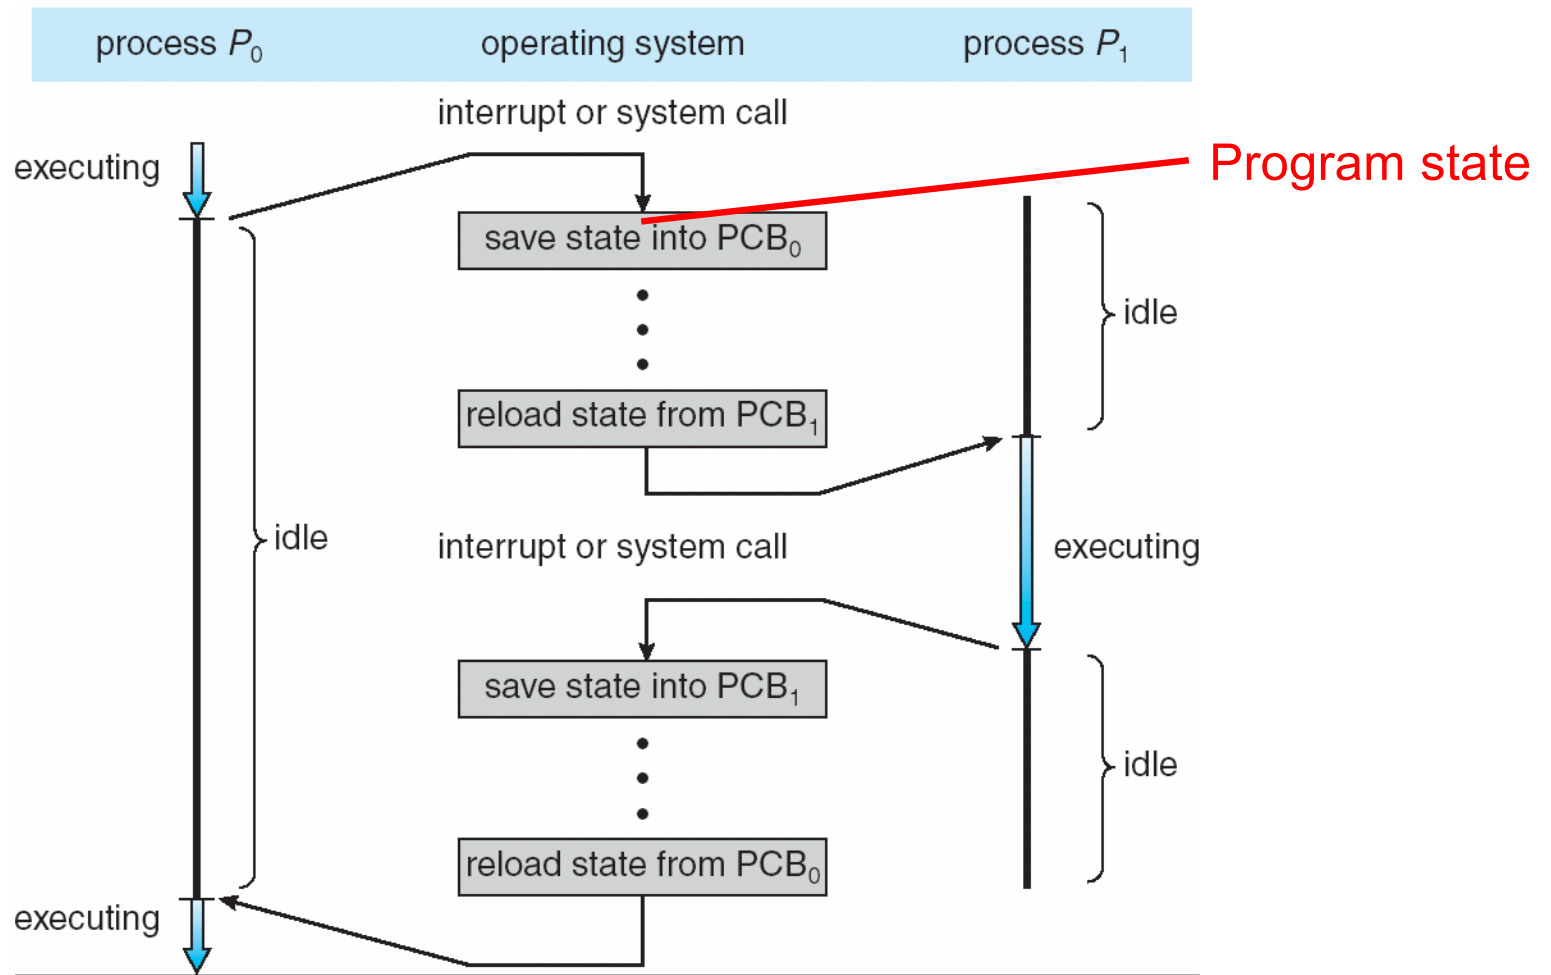 process P0 operating system process P1
interrupt or system call
executing
Program state
save state into PCB0
idle
reload state from PCB1
idle
interrupt or system call
executing
save state into PCB1
idle
reload state from PCB0
executing